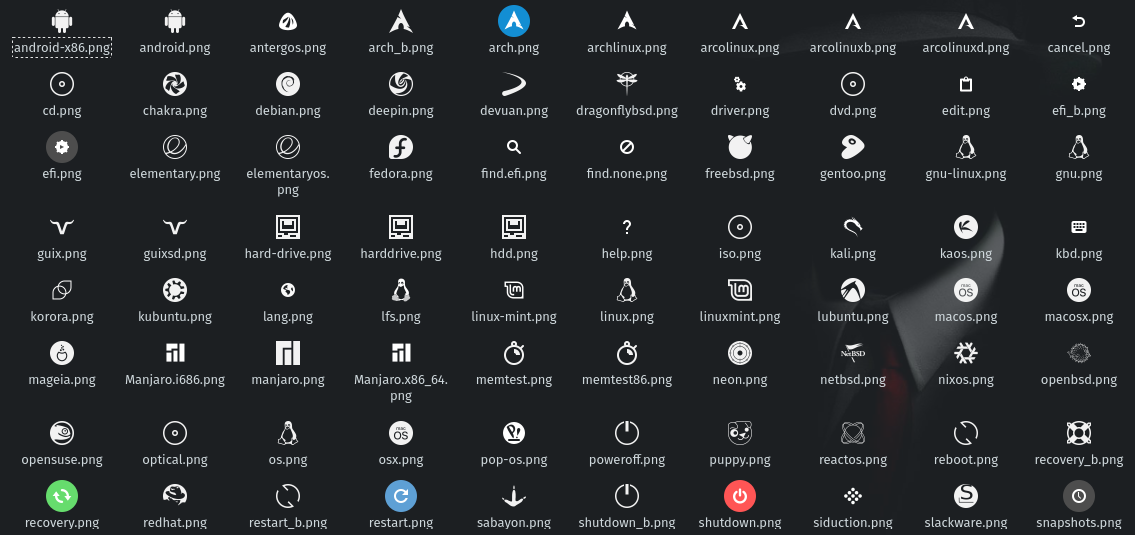 android-x86.png android.png antergos.png arch_b.png arch.png archlinux.png arcolinux.png arcolinuxb.png arcolinuxd.png cancel.png
cd.png chakra.png debian.png deepin.png devuan.png dragonflybsd.png driver.png dvd.png edit.png efi_b.png
efi.png elementary.png elementaryos. fedora.png find.efi.png find.none.png freebsd.png gentoo.png gnu-linux.png gnu.png
png
guix.png guixsd.png hard-drive.png harddrive.png hdd.png ? help.png iso.png kali.png kaos.png kbd.png
mac OS mac OS
korora.png kubuntu.png lang.png lfs.png linux-mint.png linux.png linuxmint.png lubuntu.png macos.png macosx.png
NetBSD
mageia.png Manjaro.i686.png manjaro.png Manjaro.x86_64. memtest.png memtest86.png neon.png netbsd.png nixos.png openbsd.png
png
mac OS
opensuse.png optical.png os.png osx.png pop-os.png poweroff.png puppy.png reactos.png reboot.png recovery_b.png
recovery.png redhat.png restart_b.png restart.png sabayon.png shutdown_b.png shutdown.png siduction.png slackware.png snapshots.png